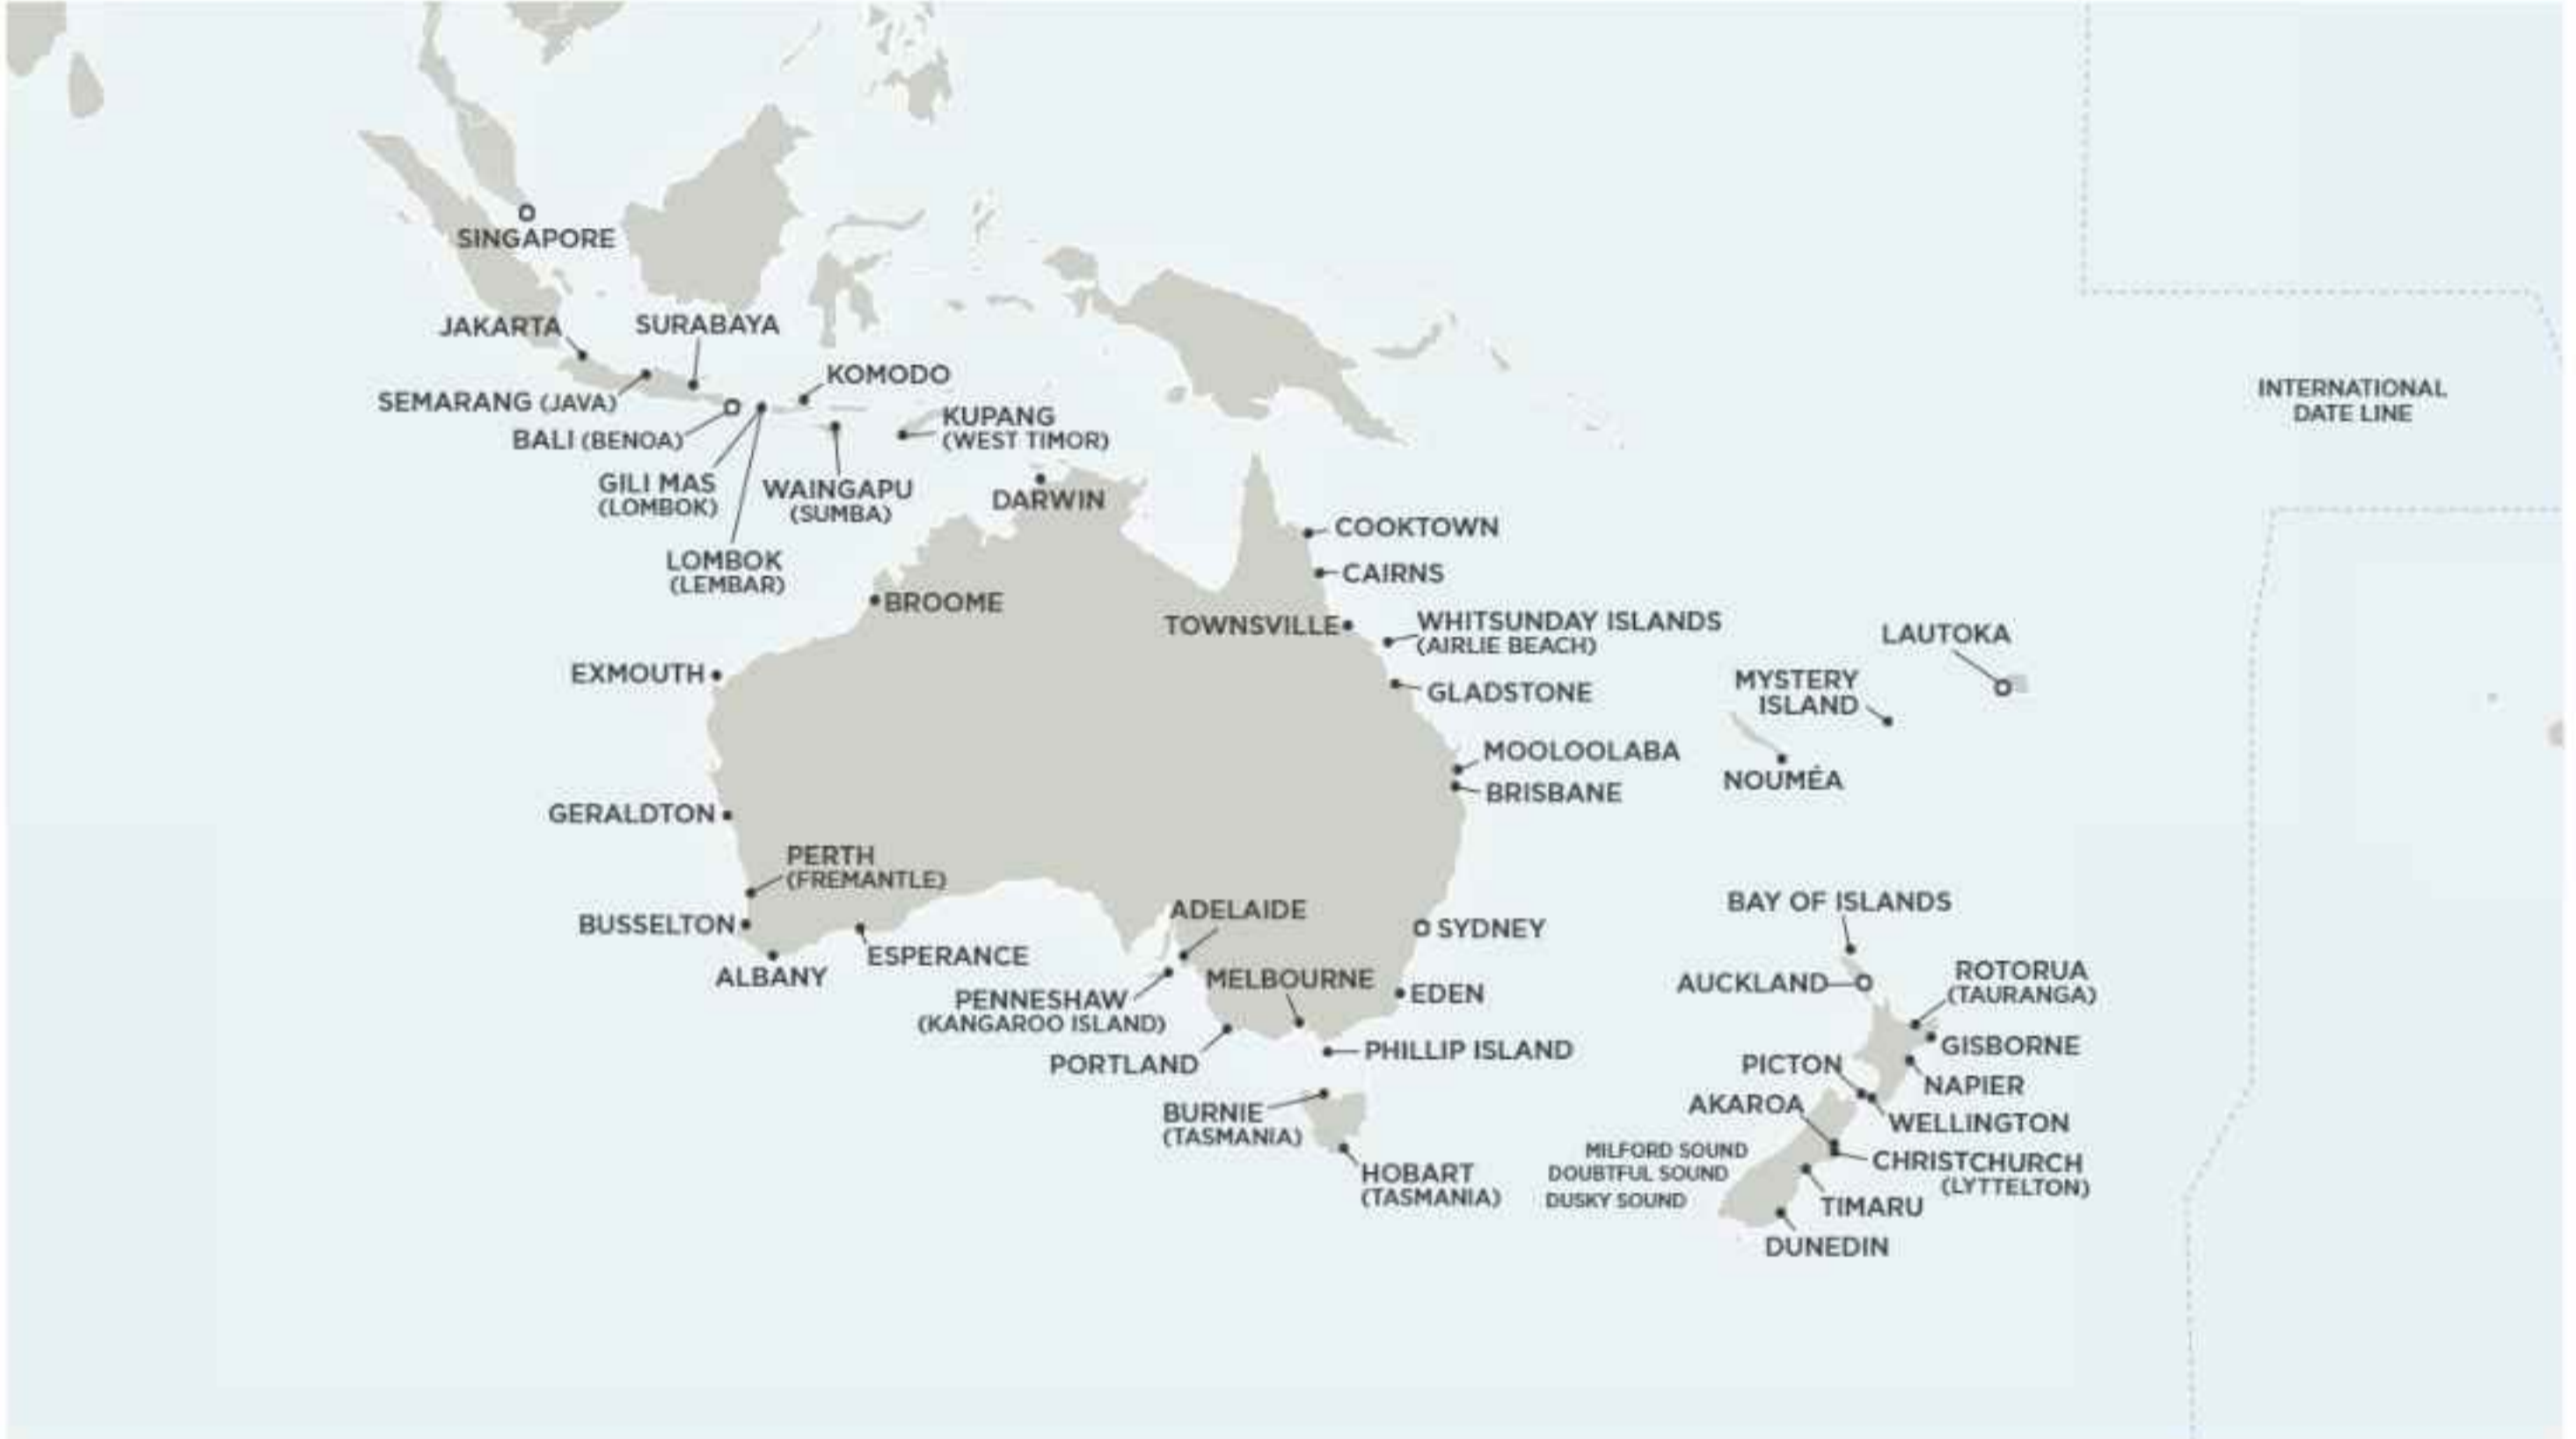 SINGAPORE
JAKARTA
SURABAYA
SEMARANG (JAVA)
KOMODO
BALI (BENOA)
KUPANG
(WEST TIMOR)
GILI MAS
(LOMBOK)
WAINGAPU
(SUMBA)
LOMBOK
(LEMBAR)
INTERNATIONAL
DATE LINE
DARWIN
COOKTOWN
CAIRNS
BROOME
TOWNSVILLE
WHITSUNDAY ISLANDS
(AIRLIE BEACH)
LAUTOKA
EXMOUTH
GLADSTONE
MYSTERY
ISLAND
MOOLOOLABA
NOUMÉA
BRISBANE
GERALDTON
PERTH
(FREMANTLE)
BUSSELTON
ALBANY
ESPERANCE
ADELAIDE
SYDNEY
PENNESHAW
(KANGAROO ISLAND)
MELBOURNE
EDEN
PORTLAND
PHILLIP ISLAND
BURNIE
(TASMANIA)
HOBART
(TASMANIA)
BAY OF ISLANDS
AUCKLAND
ROTORUA
(TAURANGA)
GISBORNE
PICTON
NAPIER
AKAROA
WELLINGTON
MILFORD SOUND
DOUBTFUL SOUND
DUSKY SOUND
CHRISTCHURCH
(LYTTELTON)
TIMARU
DUNEDIN